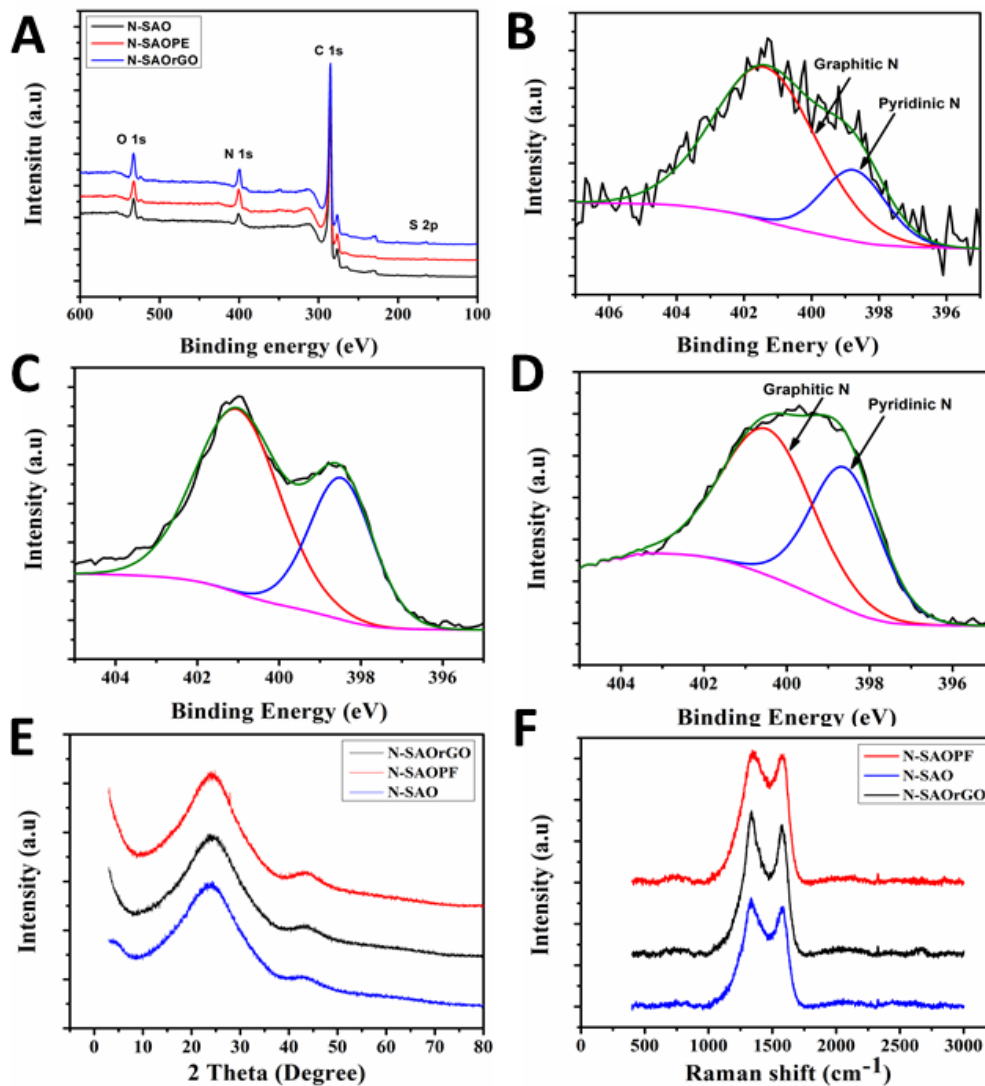 A
N-SAO
N-SAOPE
N-SAOrGO
C 1s
O 1s
N 1s
S 2p
Intensitu (a.u)
600 500 400 300 200 100
Binding energy (eV)
B
Graphitic N
Pyridinic N
Intensity (a.u)
406 404 402 400 398 396
Binding Enery (eV)
C
Intensity (a.u)
404 402 400 398 396
Binding Energy (eV)
D
Graphitic N
Pyridinic N
Intensity (a.u)
404 402 400 398 396
Binding Energy (eV)
E
N-SAOrGO
N-SAOPF
N-SAO
Intensity (a.u)
0 10 20 30 40 50 60 70 80
2 Theta (Degree)
F
N-SAOPF
N-SAO
N-SAOrGO
Intensity (a.u)
0 500 1000 1500 2000 2500 3000
Raman shift (cm⁻¹)